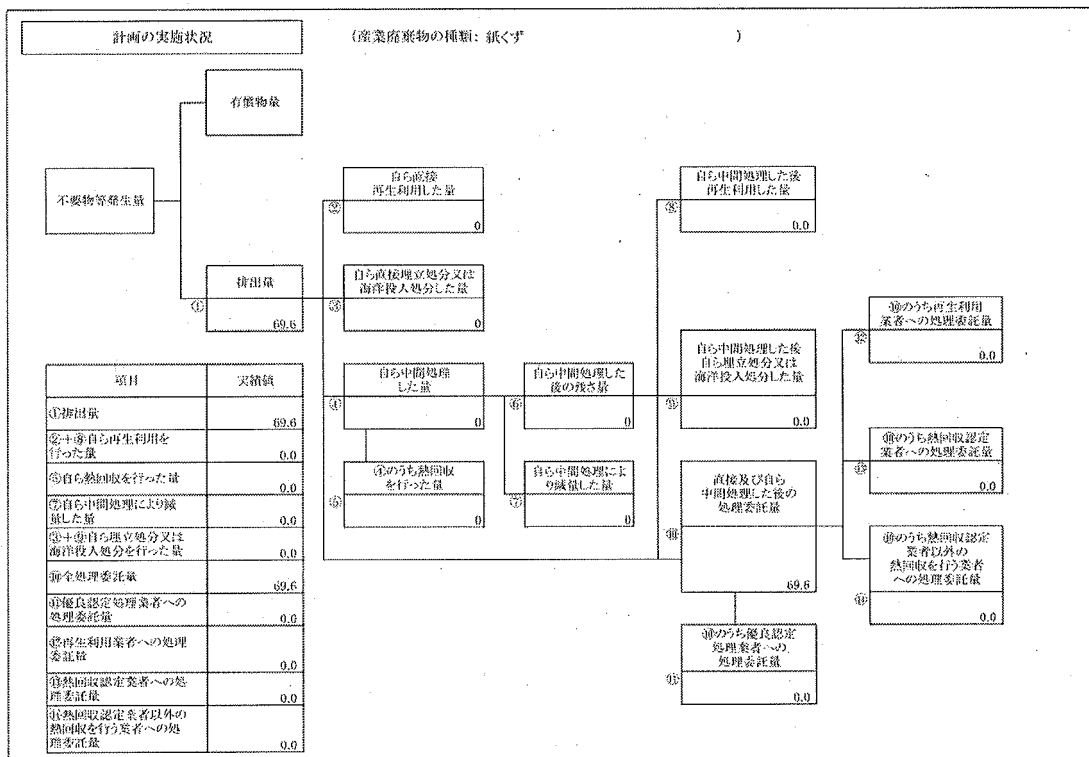 計画の実施状況
(産業廃棄物の種類: 紙くず )
有償物量
不要物等発生量
①
排出量
69.6
②
自ら直接
再生利用した量
0
③
自ら直接埋立処分又は
海洋投入処分した量
0
④
自ら中間処理
した量
0
⑤
④のうち熱回収
を行った量
0
⑥
自ら中間処理した
後の残さ量
0
⑦
自ら中間処理によ
り減量した量
0
⑧
自ら中間処理した後
再生利用した量
0.0
⑨
自ら中間処理した後
自ら埋立処分又は
海洋投入処分した量
0.0
⑩
直接及び自ら
中間処理した後の
処理委託量
69.6
⑪
⑩のうち優良認定
処理業者への
処理委託量
0.0
⑫
⑩のうち再生利用
業者への処理委託量
0.0
⑬
⑩のうち熱回収認定
業者への処理委託量
0.0
⑭
⑩のうち熱回収認定
業者以外の
熱回収を行う業者
への処理委託量
0.0
項目 実績値
①排出量 69.6
②+⑧自ら再生利用を
行った量 0.0
⑤自ら熱回収を行った量 0.0
⑦自ら中間処理により減
量した量 0.0
③+⑨自ら埋立処分又は
海洋投入処分を行った量 0.0
⑩全処理委託量 69.6
⑪優良認定処理業者への
処理委託量 0.0
⑫再生利用業者への処理
委託量 0.0
⑬熱回収認定業者への処
理委託量 0.0
⑭熱回収認定業者以外の
熱回収を行う業者への処
理委託量 0.0